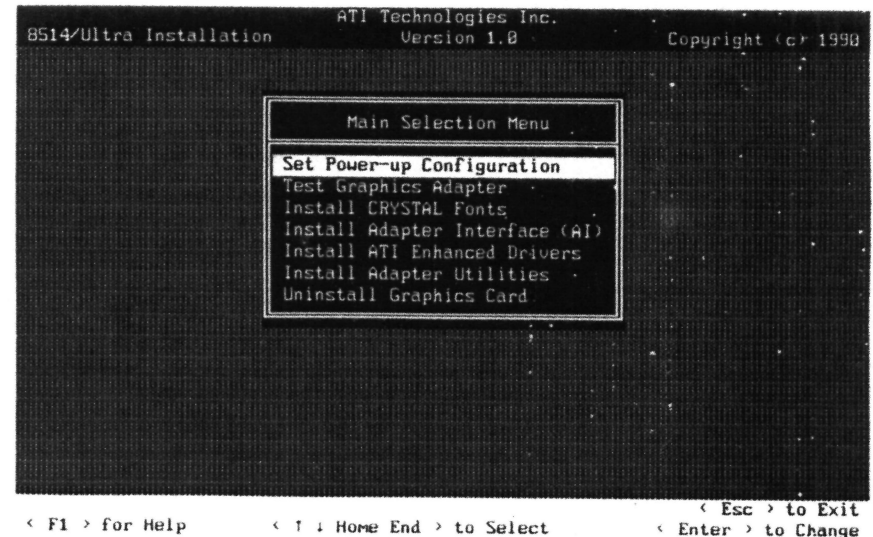 ATI Technologies Inc.
8514/Ultra Installation Version 1.0 Copyright (c) 1990
Main Selection Menu
Set Power-up Configuration
Test Graphics Adapter
Install CRYSTAL Fonts
Install Adapter Interface (AI)
Install ATI Enhanced Drivers
Install Adapter Utilities
Uninstall Graphics Card
< Esc > to Exit
< F1 > for Help < ↑ ↓ Home End > to Select < Enter > to Change